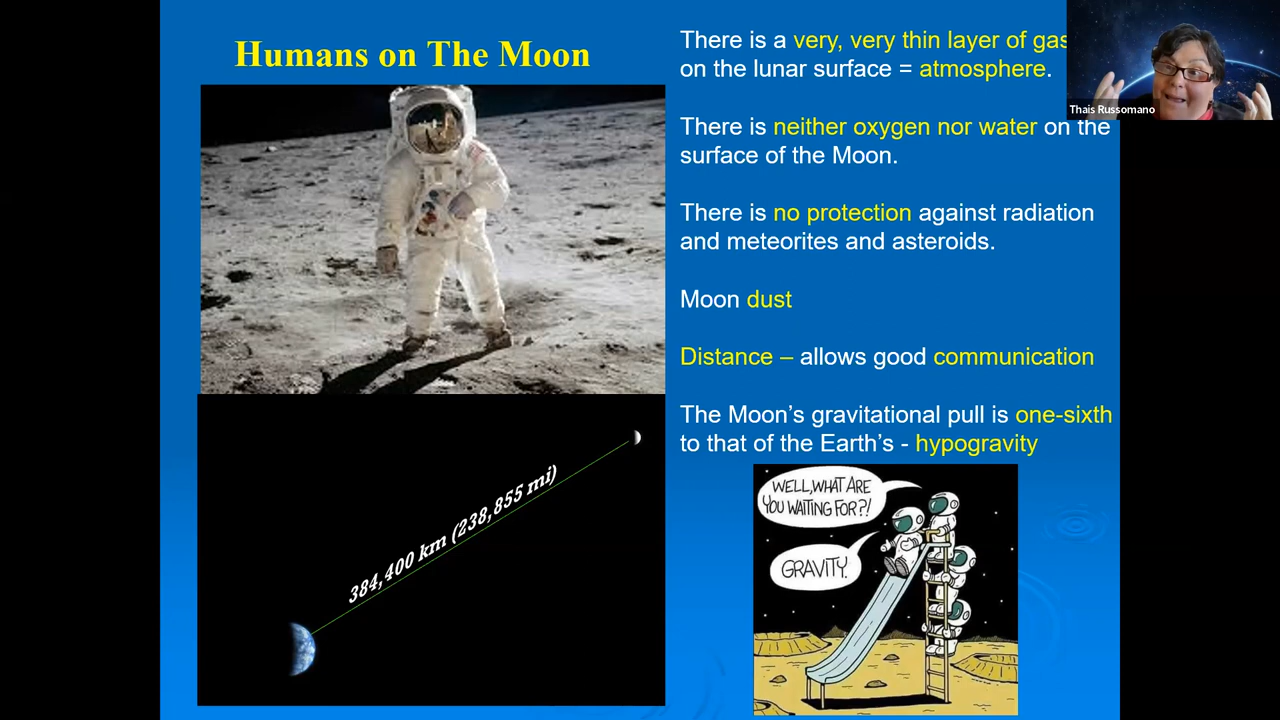 Humans on The Moon
There is a very, very thin layer of gas
on the lunar surface = atmosphere.
There is neither oxygen nor water on the
surface of the Moon.
There is no protection against radiation
and meteorites and asteroids.
Moon dust
Distance – allows good communication
The Moon’s gravitational pull is one-sixth
to that of the Earth’s - hypogravity
384,400 km (238,855 mi)
WELL,WHAT ARE
YOU WAITING FOR?!
GRAVITY.
Thais Russomano